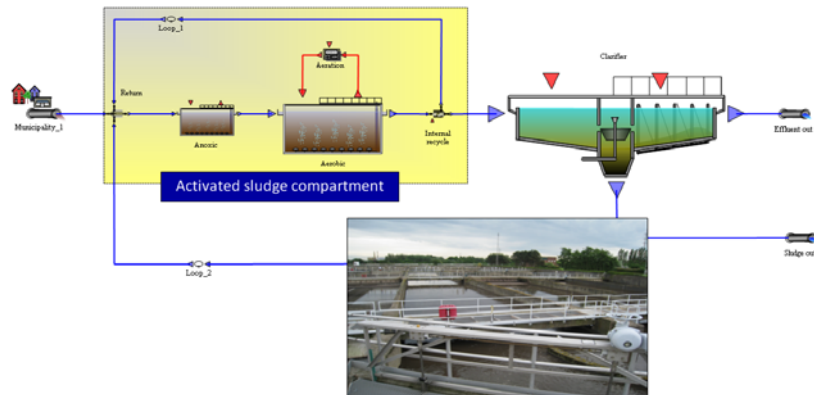 Loop_1
Clarifier
Aeration
Return
Municipality_1
Anoxic
Aerobic
Internal
recycle
Effluent out
Activated sludge compartment
Loop_2
Sludge out